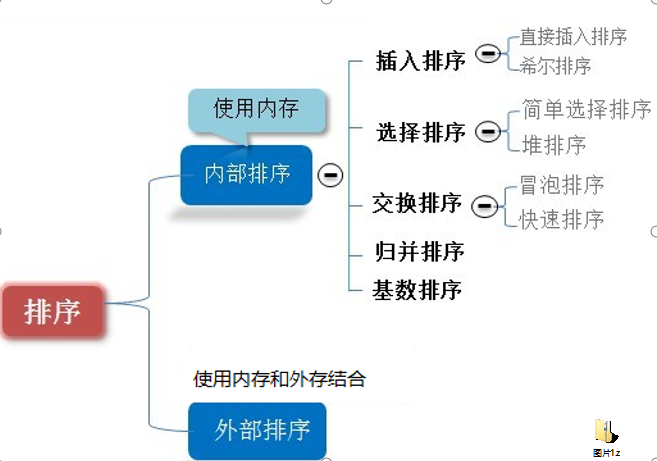 直接插入排序
插入排序
希尔排序
使用内存
简单选择排序
选择排序
堆排序
内部排序
冒泡排序
交换排序
快速排序
归并排序
基数排序
排序
使用内存和外存结合
外部排序
图片1z